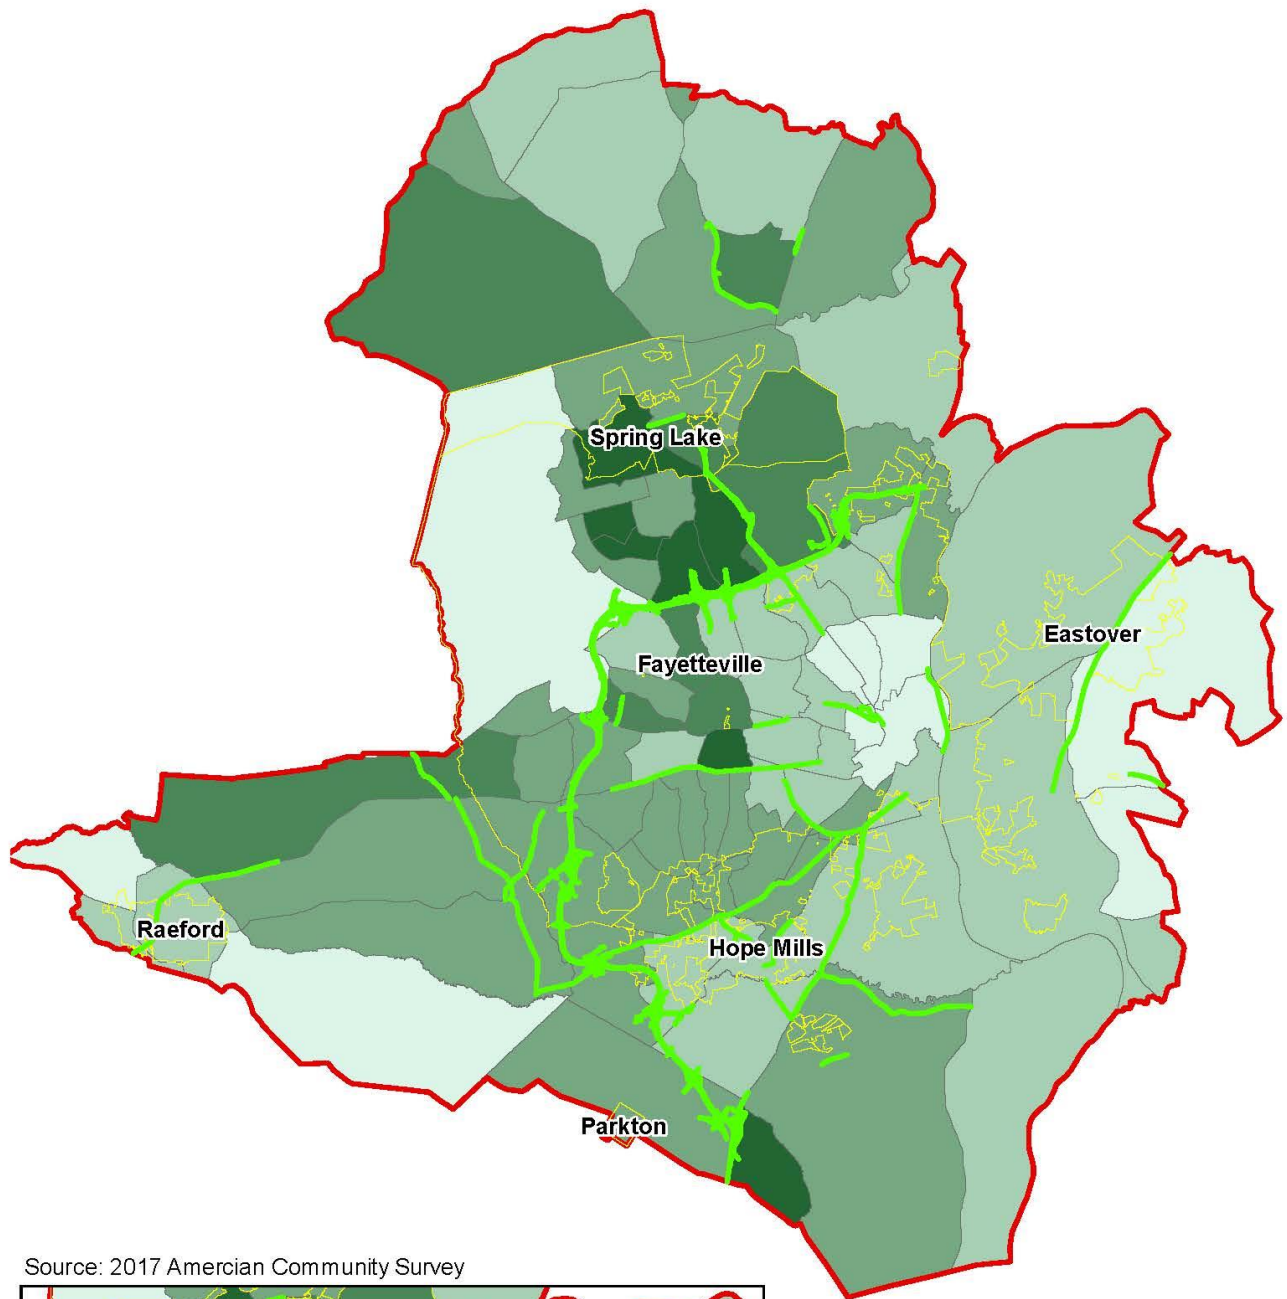 Spring Lake
Eastover
Fayetteville
Raeford
Hope Mills
Parkton
Source: 2017 Amercian Community Survey